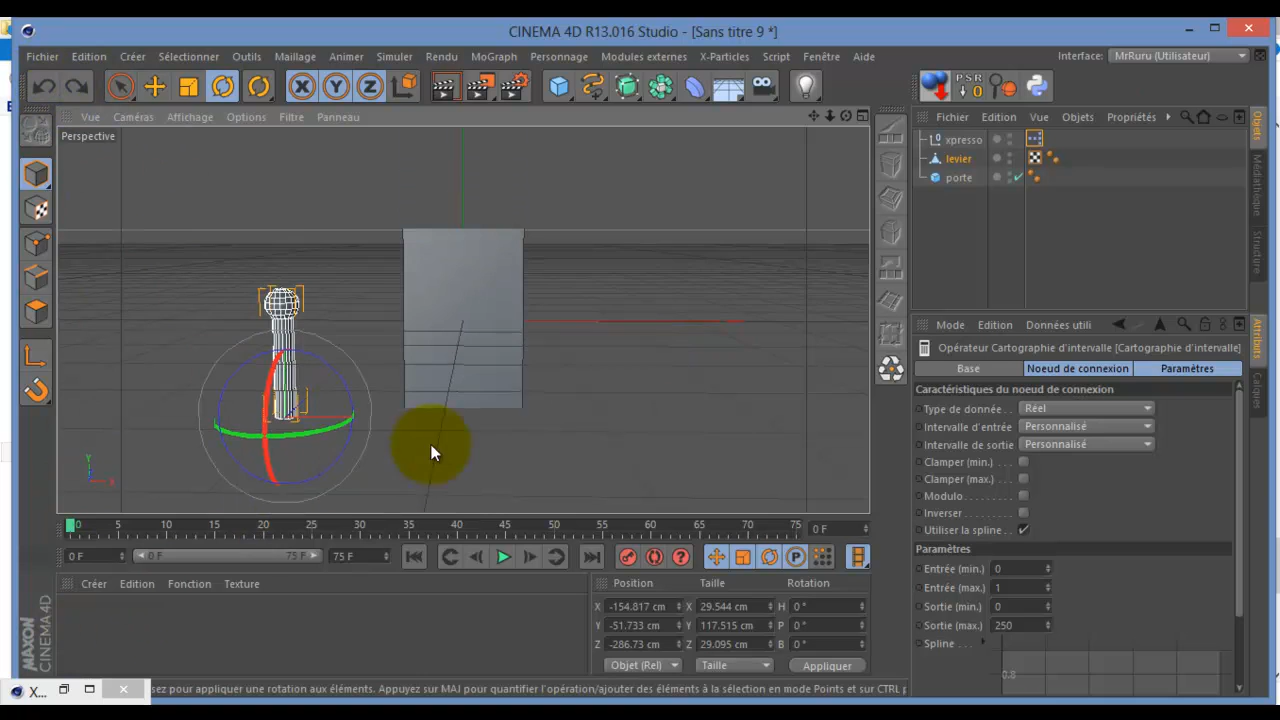 CINEMA 4D R13.016 Studio - [Sans titre 9 *]
Fichier Edition Créer Sélectionner Outils Maillage Animer Simuler Rendu MoGraph Personnage Modules externes X-Particles Script Fenêtre Aide Interface: MrRuru (Utilisateur)
X Y Z
PSR
0
Vue Caméras Affichage Options Filtre Panneau
Fichier Edition Vue Objets Propriétés
Perspective
xpresso
levier
porte
Objets
Médiathèque
Structure
Mode Edition Données utili
Opérateur Cartographie d'intervalle [Cartographie d'intervalle]
Base Noeud de connexion Paramètres
Attributs
Calques
Caractéristiques du noeud de connexion
Type de donnée Réel
Intervalle d'entrée Personnalisé
Intervalle de sortie Personnalisé
Clamper (min.)
Clamper (max.)
Modulo
Inverser
Utiliser la spline
Paramètres
Entrée (min.) 0
Entrée (max.) 1
Sortie (min.) 0
Sortie (max.) 250
Spline
0.8
Y
X
0 5 10 15 20 25 30 35 40 45 50 55 60 65 70 75 0 F
0 F 0 F 75 F 75 F
P
Créer Edition Fonction Texture
Position Taille Rotation
X -154.817 cm X 29.544 cm H 0 °
Y -51.733 cm Y 117.515 cm P 0 °
Z -286.73 cm Z 29.095 cm B 0 °
Objet (Rel) Taille Appliquer
MAXON
CINEMA 4D
X...
sez pour appliquer une rotation aux éléments. Appuyez sur MAJ pour quantifier l'opération/ajouter des éléments à la sélection en mode Points et sur CTRL p